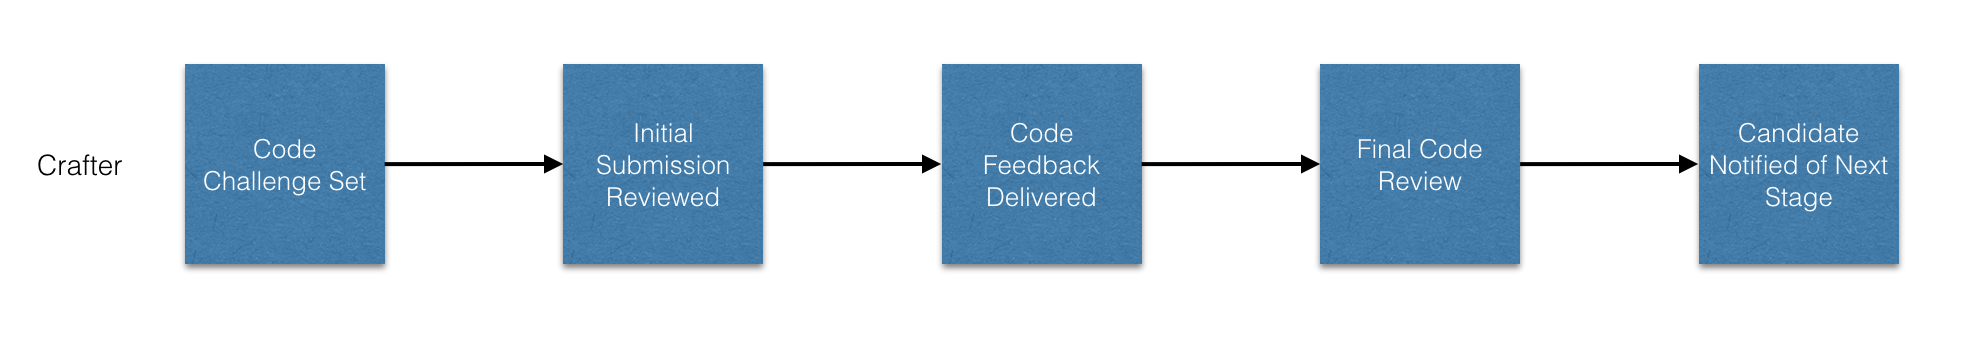 Crafter
Code
Challenge Set
Initial
Submission
Reviewed
Code
Feedback
Delivered
Final Code
Review
Candidate
Notified of Next
Stage